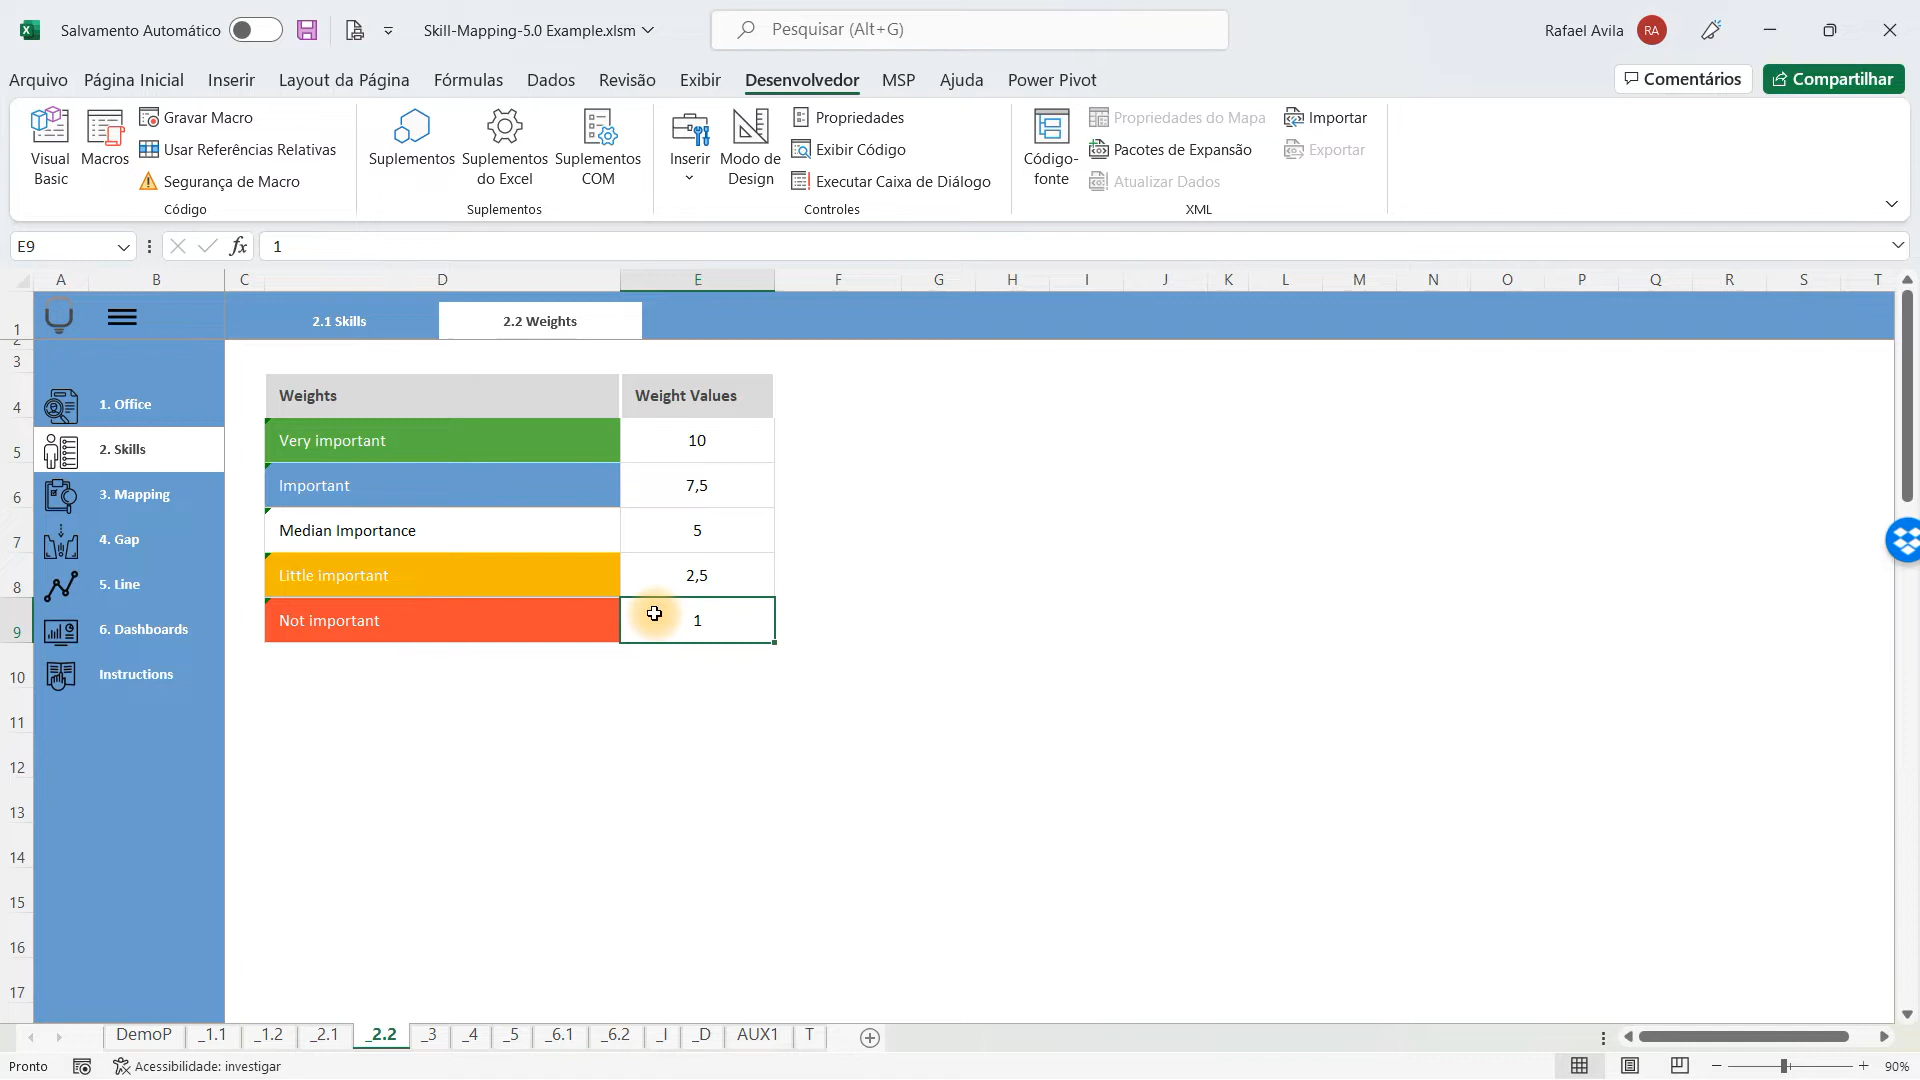 Salvamento Automático
Skill-Mapping-5.0 Example.xlsm
Pesquisar (Alt+G)
Rafael Avila
RA
Arquivo Página Inicial Inserir Layout da Página Fórmulas Dados Revisão Exibir Desenvolvedor MSP Ajuda Power Pivot
Comentários
Compartilhar
Visual Basic
Macros
Gravar Macro
Usar Referências Relativas
Segurança de Macro
Código
Suplementos
Suplementos do Excel
Suplementos COM
Suplementos
Inserir
Modo de Design
Propriedades
Exibir Código
Executar Caixa de Diálogo
Controles
Código-fonte
Propriedades do Mapa
Pacotes de Expansão
Atualizar Dados
Importar
Exportar
XML
E9
fx
1
A B C D E F G H I J K L M N O P Q R S T
1
2.1 Skills
2.2 Weights
2
3
4
1. Office
Weights
Weight Values
5
2. Skills
Very important
10
6
3. Mapping
Important
7,5
7
4. Gap
Median Importance
5
8
5. Line
Little important
2,5
9
6. Dashboards
Not important
1
10
Instructions
11
12
13
14
15
16
17
DemoP _1.1 _1.2 _2.1 _2.2 _3 _4 _5 _6.1 _6.2 _I _D AUX1 T
Pronto
Acessibilidade: investigar
90%